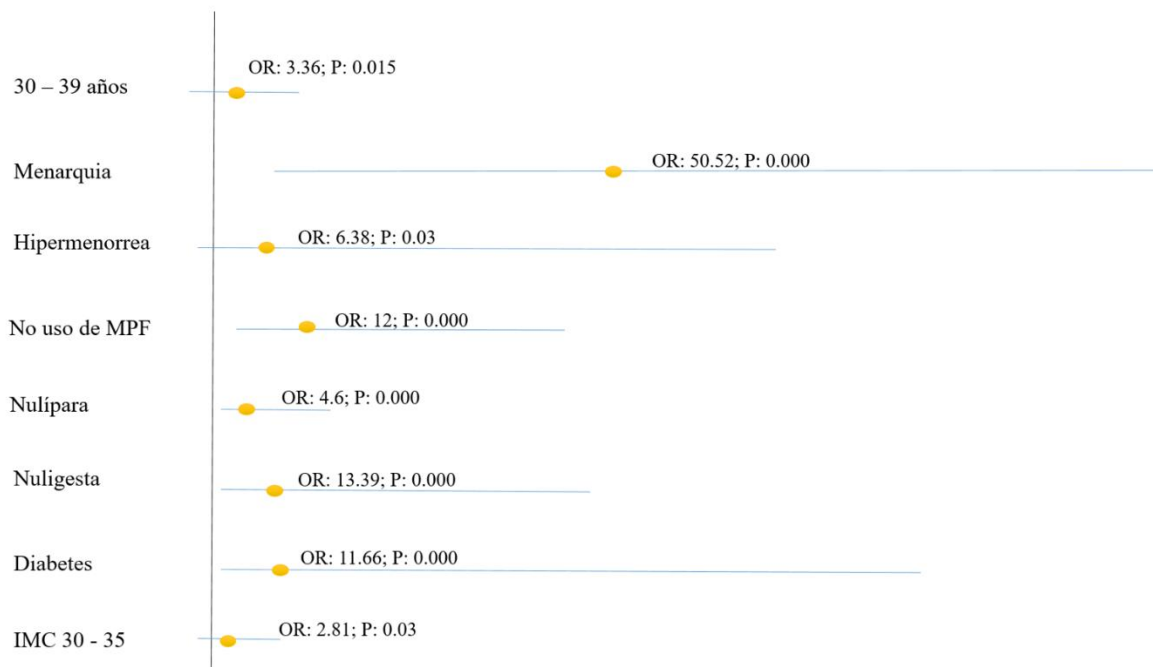 30 – 39 años
OR: 3.36; P: 0.015
Menarquia
OR: 50.52; P: 0.000
Hipermenorrea
OR: 6.38; P: 0.03
No uso de MPF
OR: 12; P: 0.000
Nulípara
OR: 4.6; P: 0.000
Nuligesta
OR: 13.39; P: 0.000
Diabetes
OR: 11.66; P: 0.000
IMC 30 - 35
OR: 2.81; P: 0.03